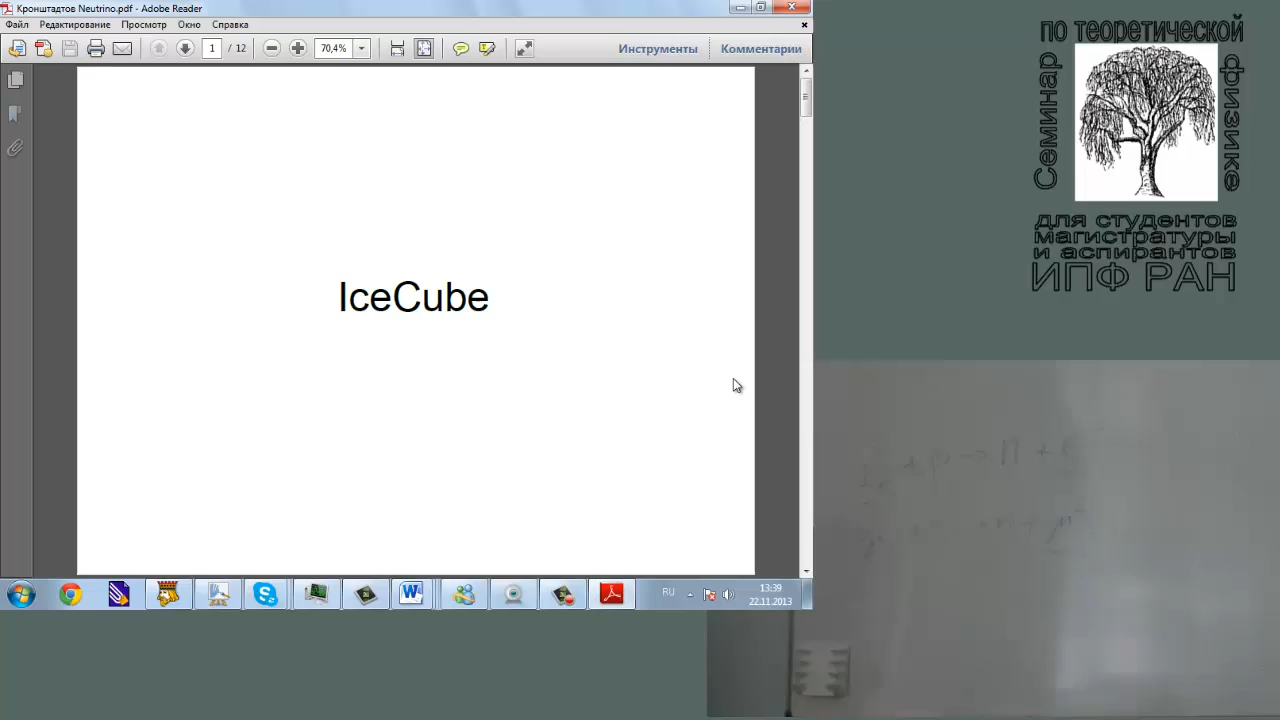 Кронштадтов Neutrino.pdf - Adobe Reader
Файл Редактирование Просмотр Окно Справка
1 / 12 70,4% Инструменты Комментарии
IceCube
RU 13:39
22.11.2013
по теоретической
Семинар
физике
для студентов
магистратуры
и аспирантов
ИПФ РАН